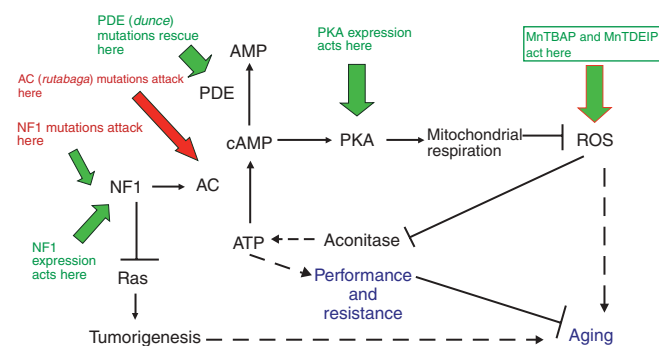 PDE (dunce)
mutations rescue
here
AMP
PKA expression
acts here
MnTBAP and MnTDEIP
act here
AC (rutabaga) mutations attack
here
PDE
NF1 mutations attack
here
cAMP
PKA
Mitochondrial
respiration
ROS
NF1
AC
NF1
expression
acts here
ATP
Aconitase
Ras
Performance
and
resistance
Tumorigenesis
Aging